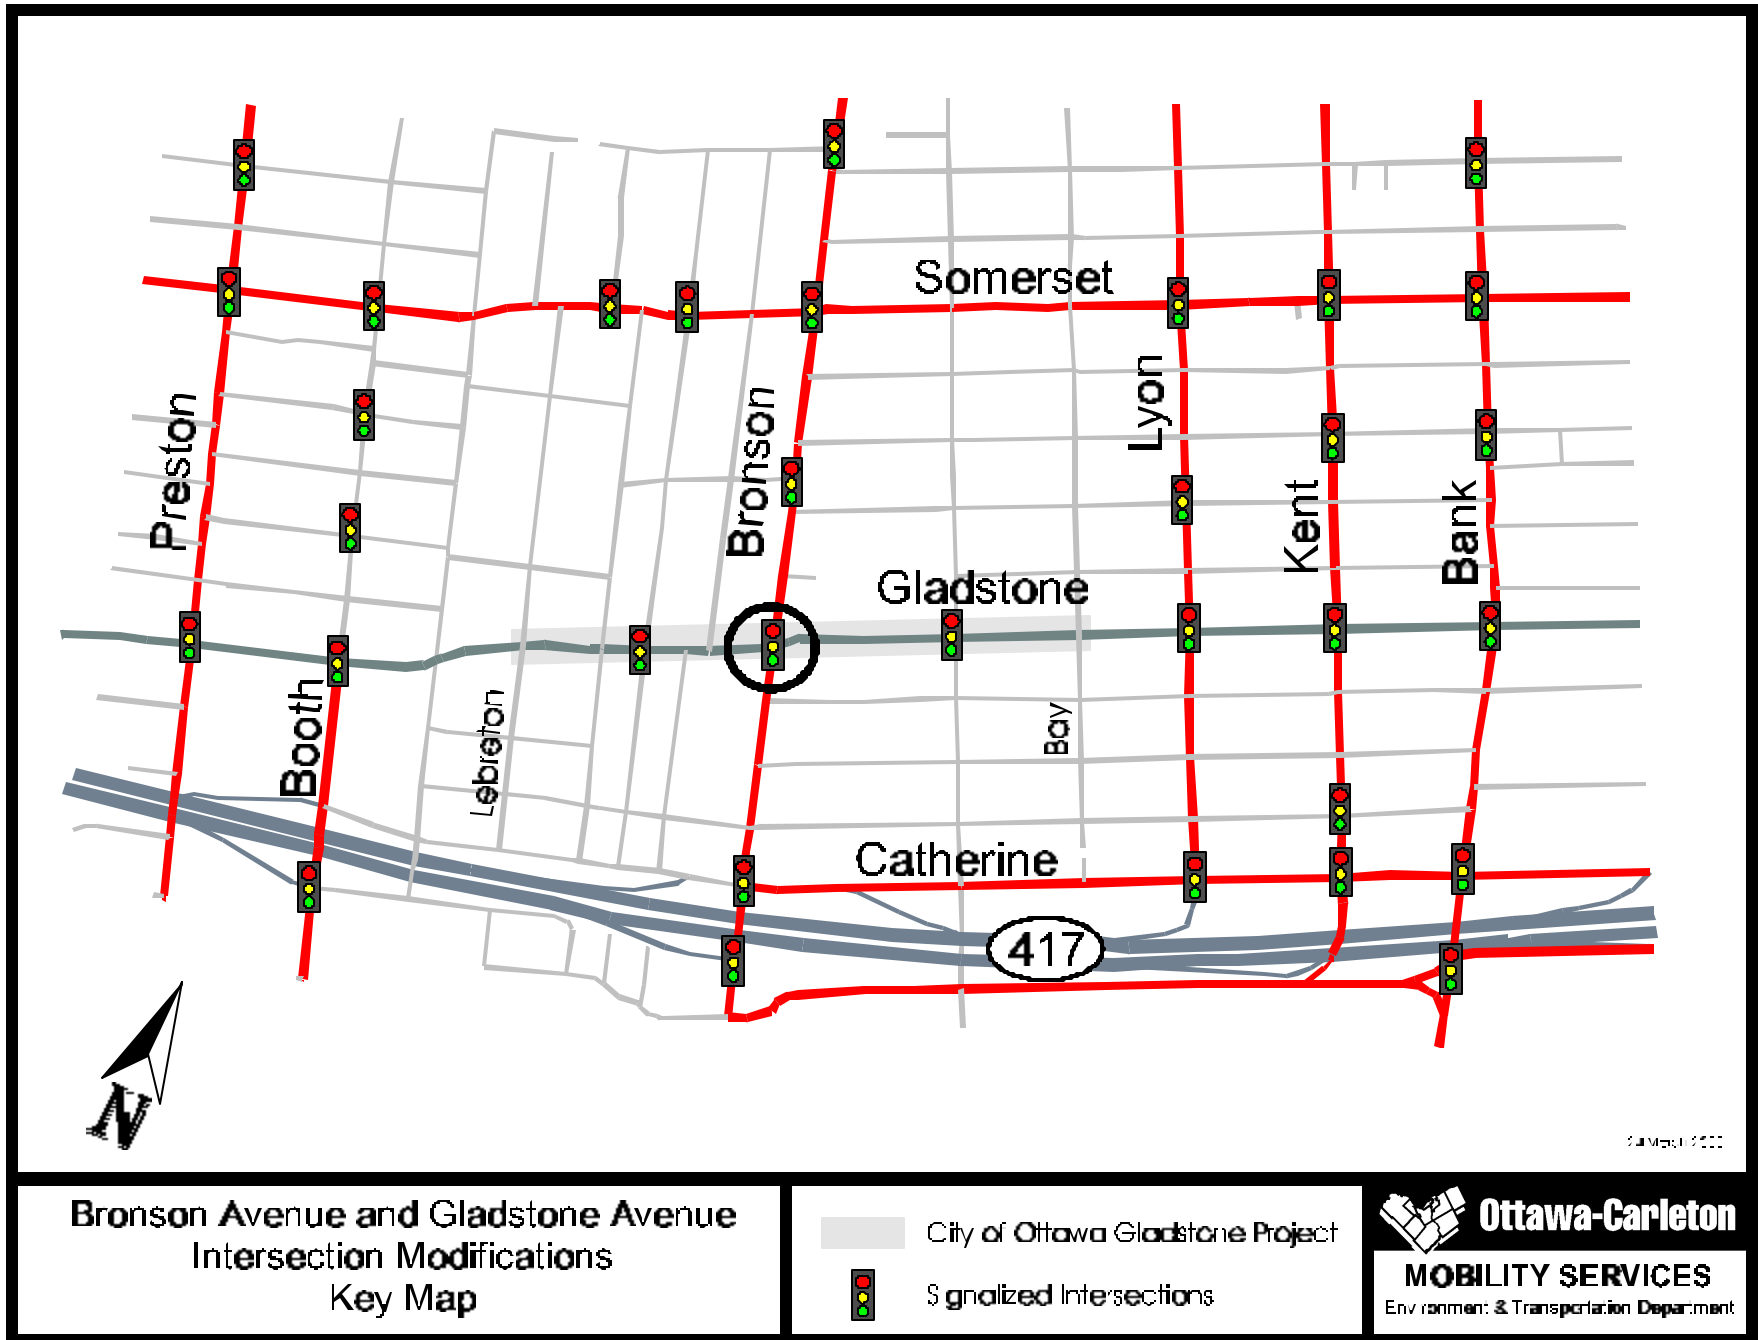 Somerset
Preston
Bronson
Lyon
Kent
Bank
Gladstone
Booth
Lebreton
Bay
Catherine
417
N
Bronson Avenue and Gladstone Avenue
Intersection Modifications
Key Map
City of Ottawa Gladstone Project
Signalized Intersections
Ottawa-Carleton
MOBILITY SERVICES
Environment & Transportation Department